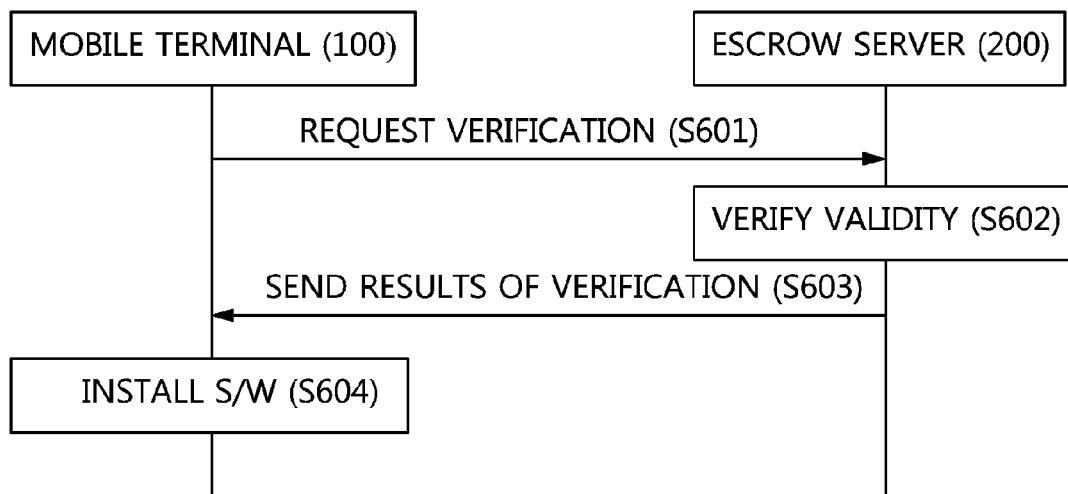 MOBILE TERMINAL (100)
ESCROW SERVER (200)
REQUEST VERIFICATION (S601)
VERIFY VALIDITY (S602)
SEND RESULTS OF VERIFICATION (S603)
INSTALL S/W (S604)